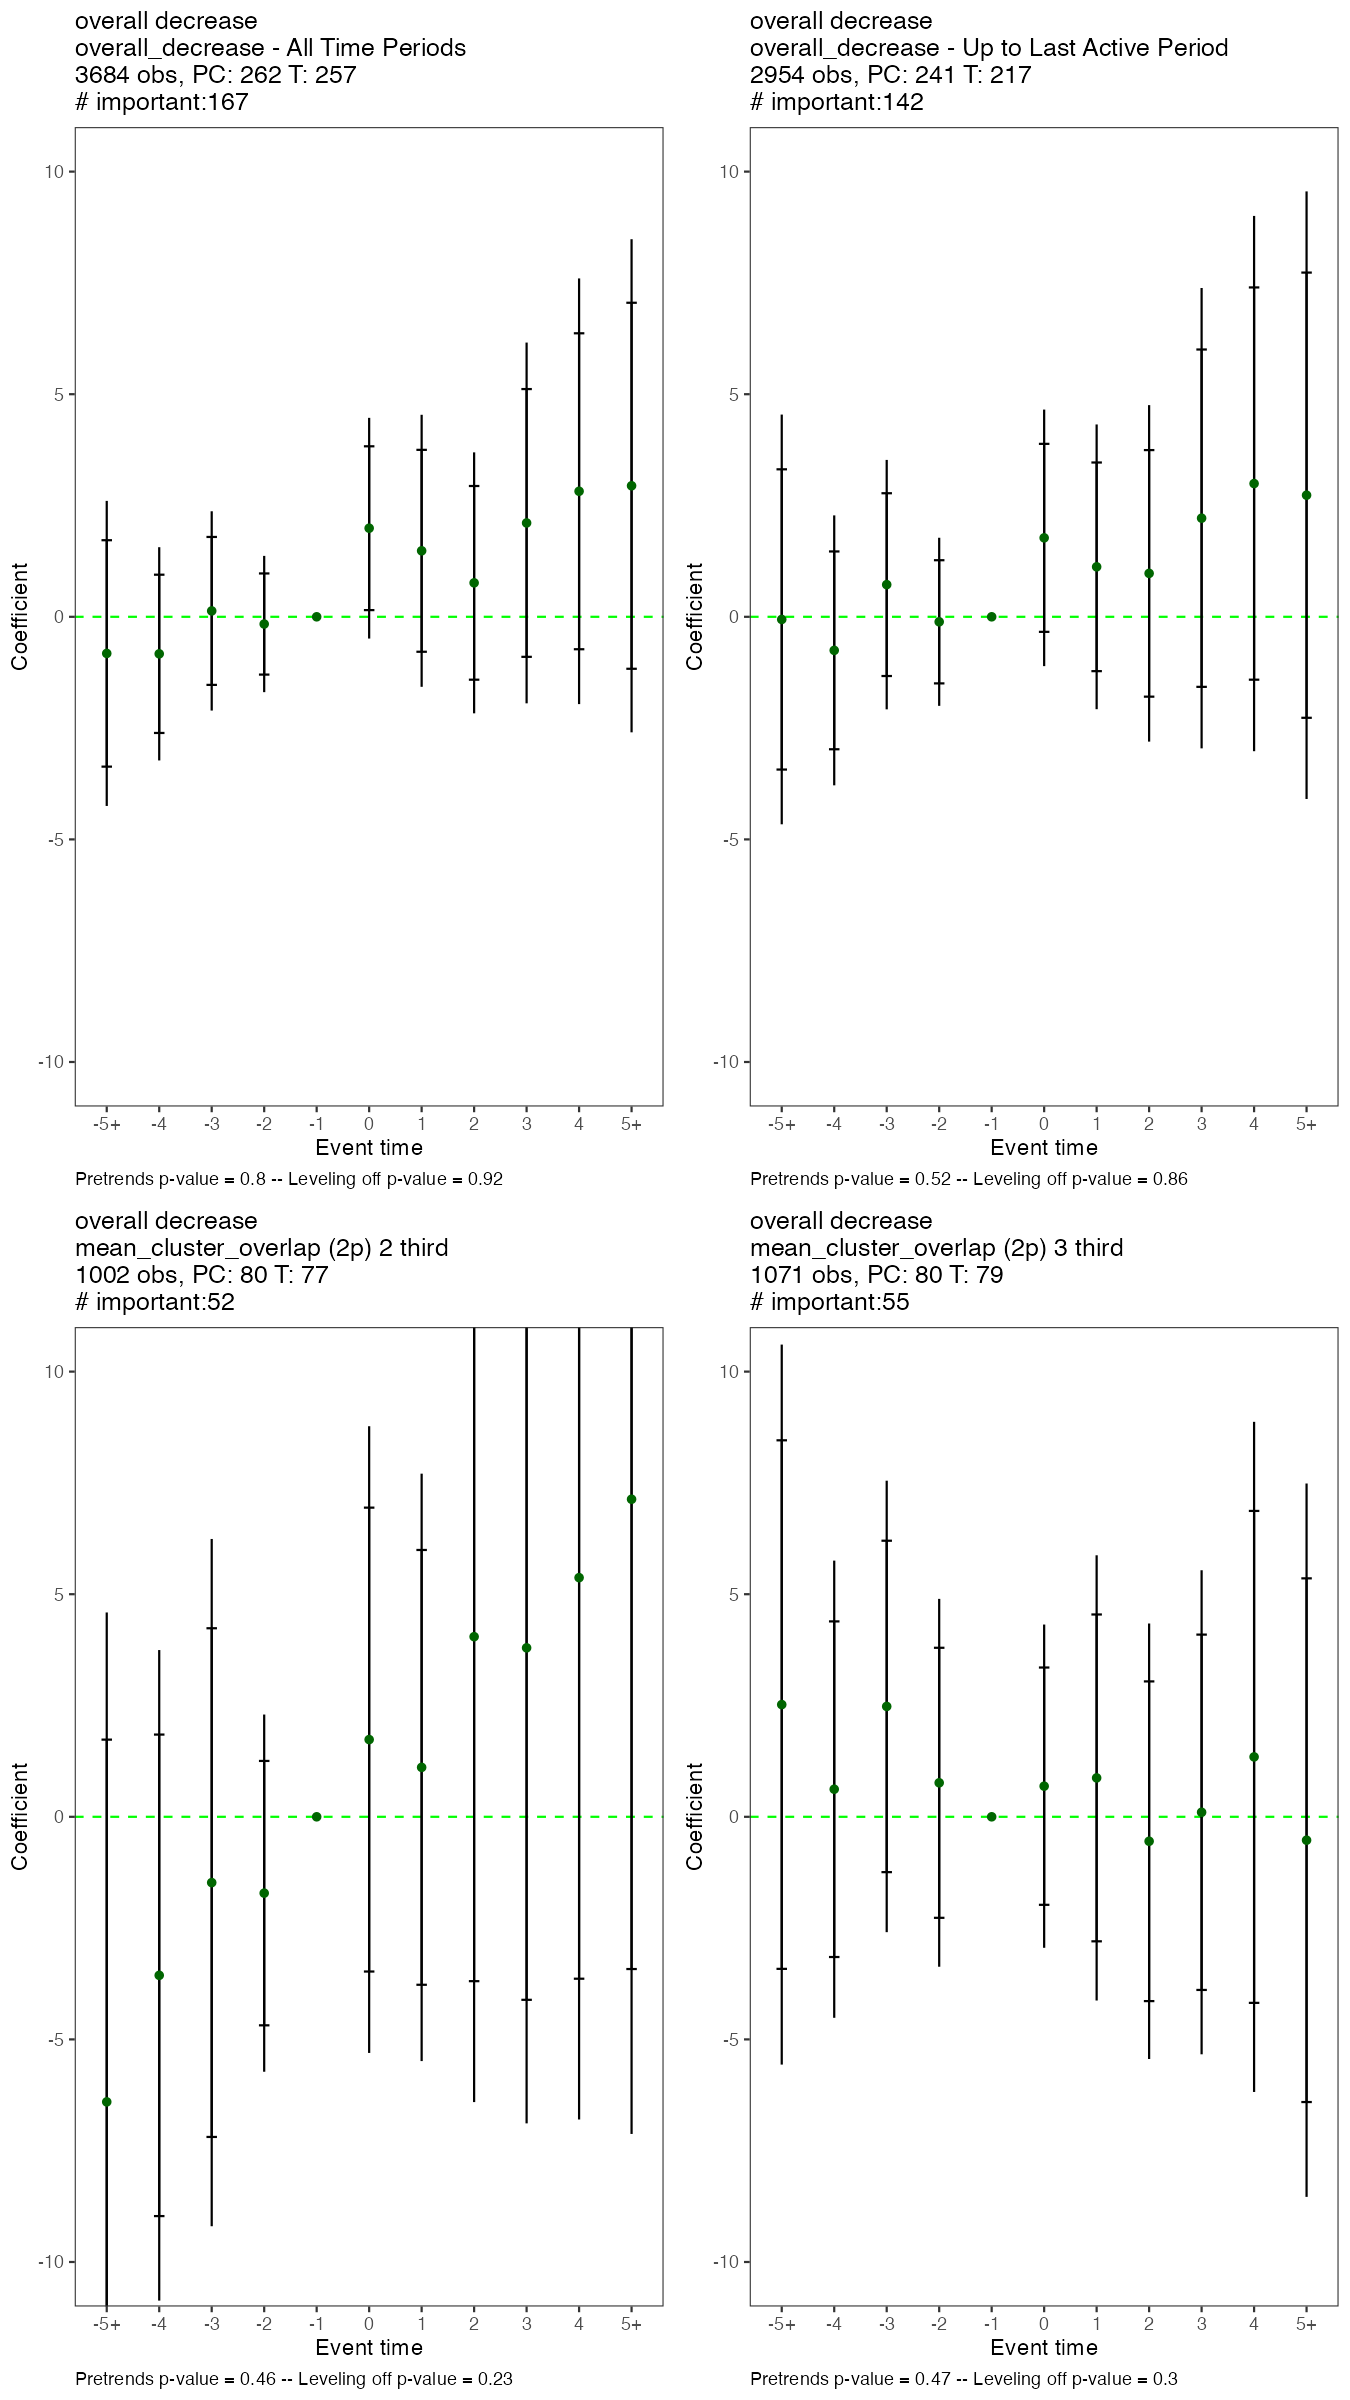 overall decrease
overall_decrease - All Time Periods
3684 obs, PC: 262 T: 257
# important:167
10
5
0
-5
-10
Coefficient
-5+ -4 -3 -2 -1 0 1 2 3 4 5+
Event time
Pretrends p-value = 0.8 -- Leveling off p-value = 0.92
overall decrease
overall_decrease - Up to Last Active Period
2954 obs, PC: 241 T: 217
# important:142
10
5
0
-5
-10
Coefficient
-5+ -4 -3 -2 -1 0 1 2 3 4 5+
Event time
Pretrends p-value = 0.52 -- Leveling off p-value = 0.86
overall decrease
mean_cluster_overlap (2p) 2 third
1002 obs, PC: 80 T: 77
# important:52
10
5
0
-5
-10
Coefficient
-5+ -4 -3 -2 -1 0 1 2 3 4 5+
Event time
Pretrends p-value = 0.46 -- Leveling off p-value = 0.23
overall decrease
mean_cluster_overlap (2p) 3 third
1071 obs, PC: 80 T: 79
# important:55
10
5
0
-5
-10
Coefficient
-5+ -4 -3 -2 -1 0 1 2 3 4 5+
Event time
Pretrends p-value = 0.47 -- Leveling off p-value = 0.3